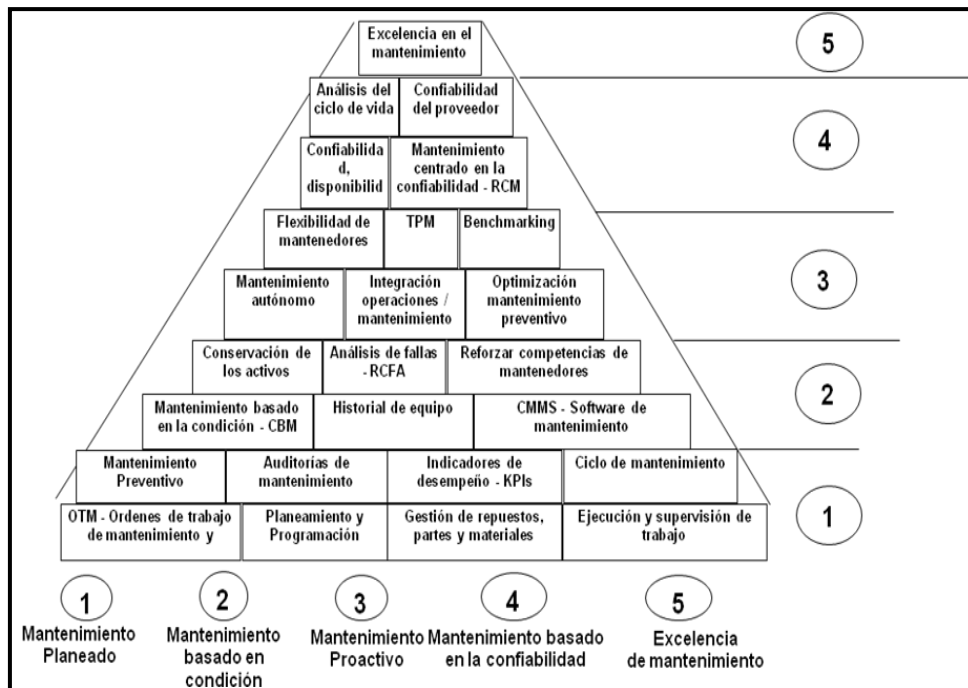 Excelencia en el
mantenimiento
5
Análisis del
ciclo de vida
Confiabilidad
del proveedor
4
Confiabilida
d,
disponibilid
Mantenimiento
centrado en la
confiabilidad - RCM
Flexibilidad de
mantenedores
TPM
Benchmarking
3
Mantenimiento
autónomo
Integración
operaciones /
mantenimiento
Optimización
mantenimiento
preventivo
Conservación de
los activos
Análisis de fallas
- RCFA
Reforzar competencias de
mantenedores
2
Mantenimiento basado
en la condición - CBM
Historial de equipo
CMMS - Software de
mantenimiento
Mantenimiento
Preventivo
Auditorías de
mantenimiento
Indicadores de
desempeño - KPIs
Ciclo de mantenimiento
1
OTM - Ordenes de trabajo
de mantenimiento y
Planeamiento y
Programación
Gestión de repuestos,
partes y materiales
Ejecución y supervisión de
trabajo
1
Mantenimiento
Planeado
2
Mantenimiento
basado en
condición
3
Mantenimiento
Proactivo
4
Mantenimiento basado
en la confiabilidad
5
Excelencia
de mantenimiento